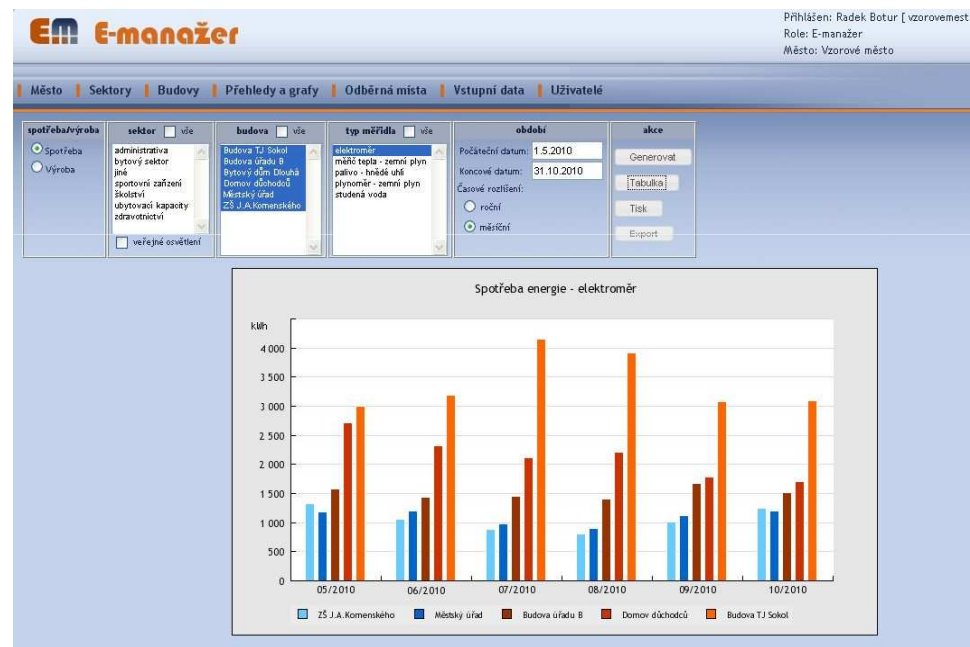 Přihlášen: Radek Botur [ vzorovemest
EM E-manažer
Role: E-manažer
Město: Vzorové město
Město Sektory Budovy Přehledy a grafy Odběrná místa Vstupní data Uživatelé
spotřeba/výroba sektor vše budova vše typ měřidla vše období akce
Spotřeba
Výroba
administrativa
bytový sektor
jiné
sportovní zařízení
školství
ubytovací kapacity
zdravotnictví
veřejné osvětlení
Budova TJ Sokol
Budova úřadu B
Bytový dům Dlouhá
Domov důchodců
Městský úřad
ZŠ J.A.Komenského
elektroměr
měřič tepla - zemní plyn
palivo - hnědé uhlí
plynoměr - zemní plyn
studená voda
Počáteční datum: 1.5.2010
Koncové datum: 31.10.2010
Časové rozlišení:
roční
měsíční
Generovat
Tabulka
Tisk
Export
Spotřeba energie - elektroměr
kWh
4 000
3 500
3 000
2 500
2 000
1 500
1 000
500
0
05/2010 06/2010 07/2010 08/2010 09/2010 10/2010
ZŠ J.A.Komenského Městský úřad Budova úřadu B Domov důchodců Budova TJ Sokol